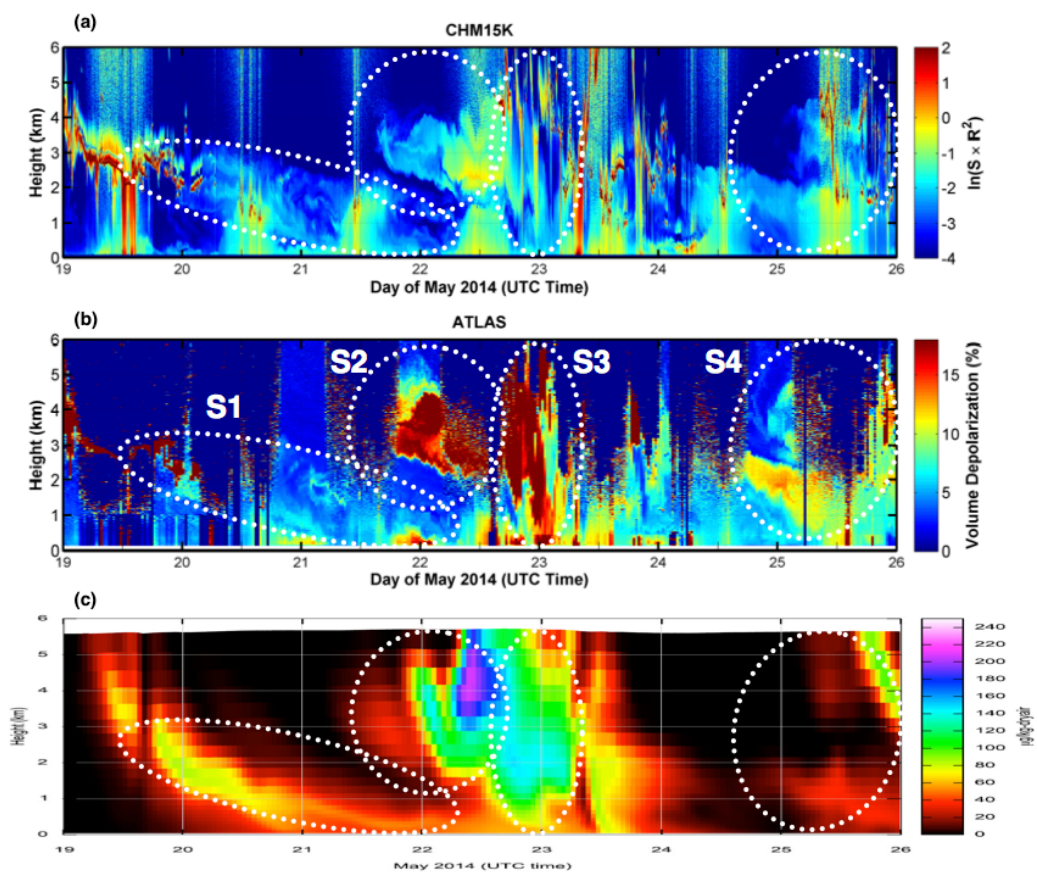 (a)
CHM15K
6
5
4
3
2
1
0
Height (km)
19 20 21 22 23 24 25 26
Day of May 2014 (UTC Time)
2
1
0
-1
-2
-3
-4
ln(S × R²)
(b)
ATLAS
6
5
4
3
2
1
0
Height (km)
S1
S2
S3
S4
19 20 21 22 23 24 25 26
Day of May 2014 (UTC Time)
15
10
5
0
Volume Depolarization (%)
(c)
6
5
4
3
2
1
0
Height (km)
19 20 21 22 23 24 25 26
May 2014 (UTC time)
240
220
200
180
160
140
120
100
80
60
40
20
0
µg/kg-dryair